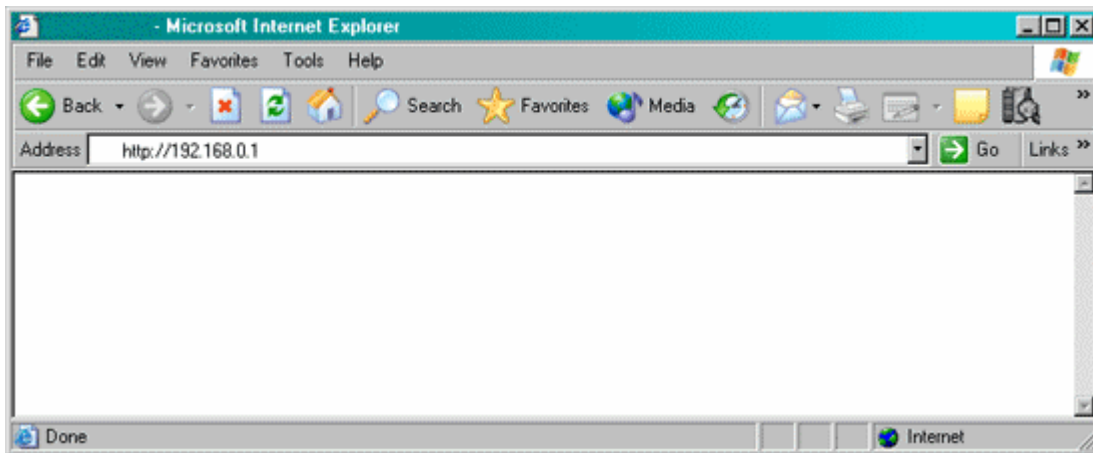 - Microsoft Internet Explorer
File Edit View Favorites Tools Help
Back Search Favorites Media »
Address http://192.168.0.1 Go Links »
Done Internet